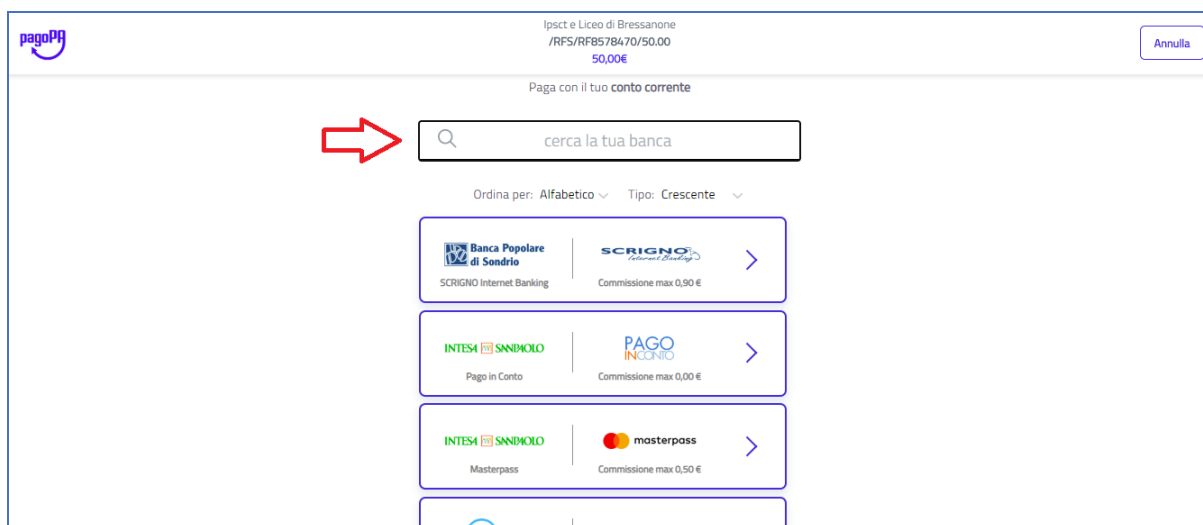 pagoPA
Ipsct e Liceo di Bressanone
/RFS/RF8578470/50.00
50,00€
Annulla
Paga con il tuo conto corrente
cerca la tua banca
Ordina per: Alfabetico Tipo: Crescente
Banca Popolare
di Sondrio
SCRIGNO
Internet Banking
SCRIGNO Internet Banking
Commissione max 0,90 €
INTESA SANPAOLO
PAGO
INCONTO
Pago in Conto
Commissione max 0,00 €
INTESA SANPAOLO
masterpass
Masterpass
Commissione max 0,50 €